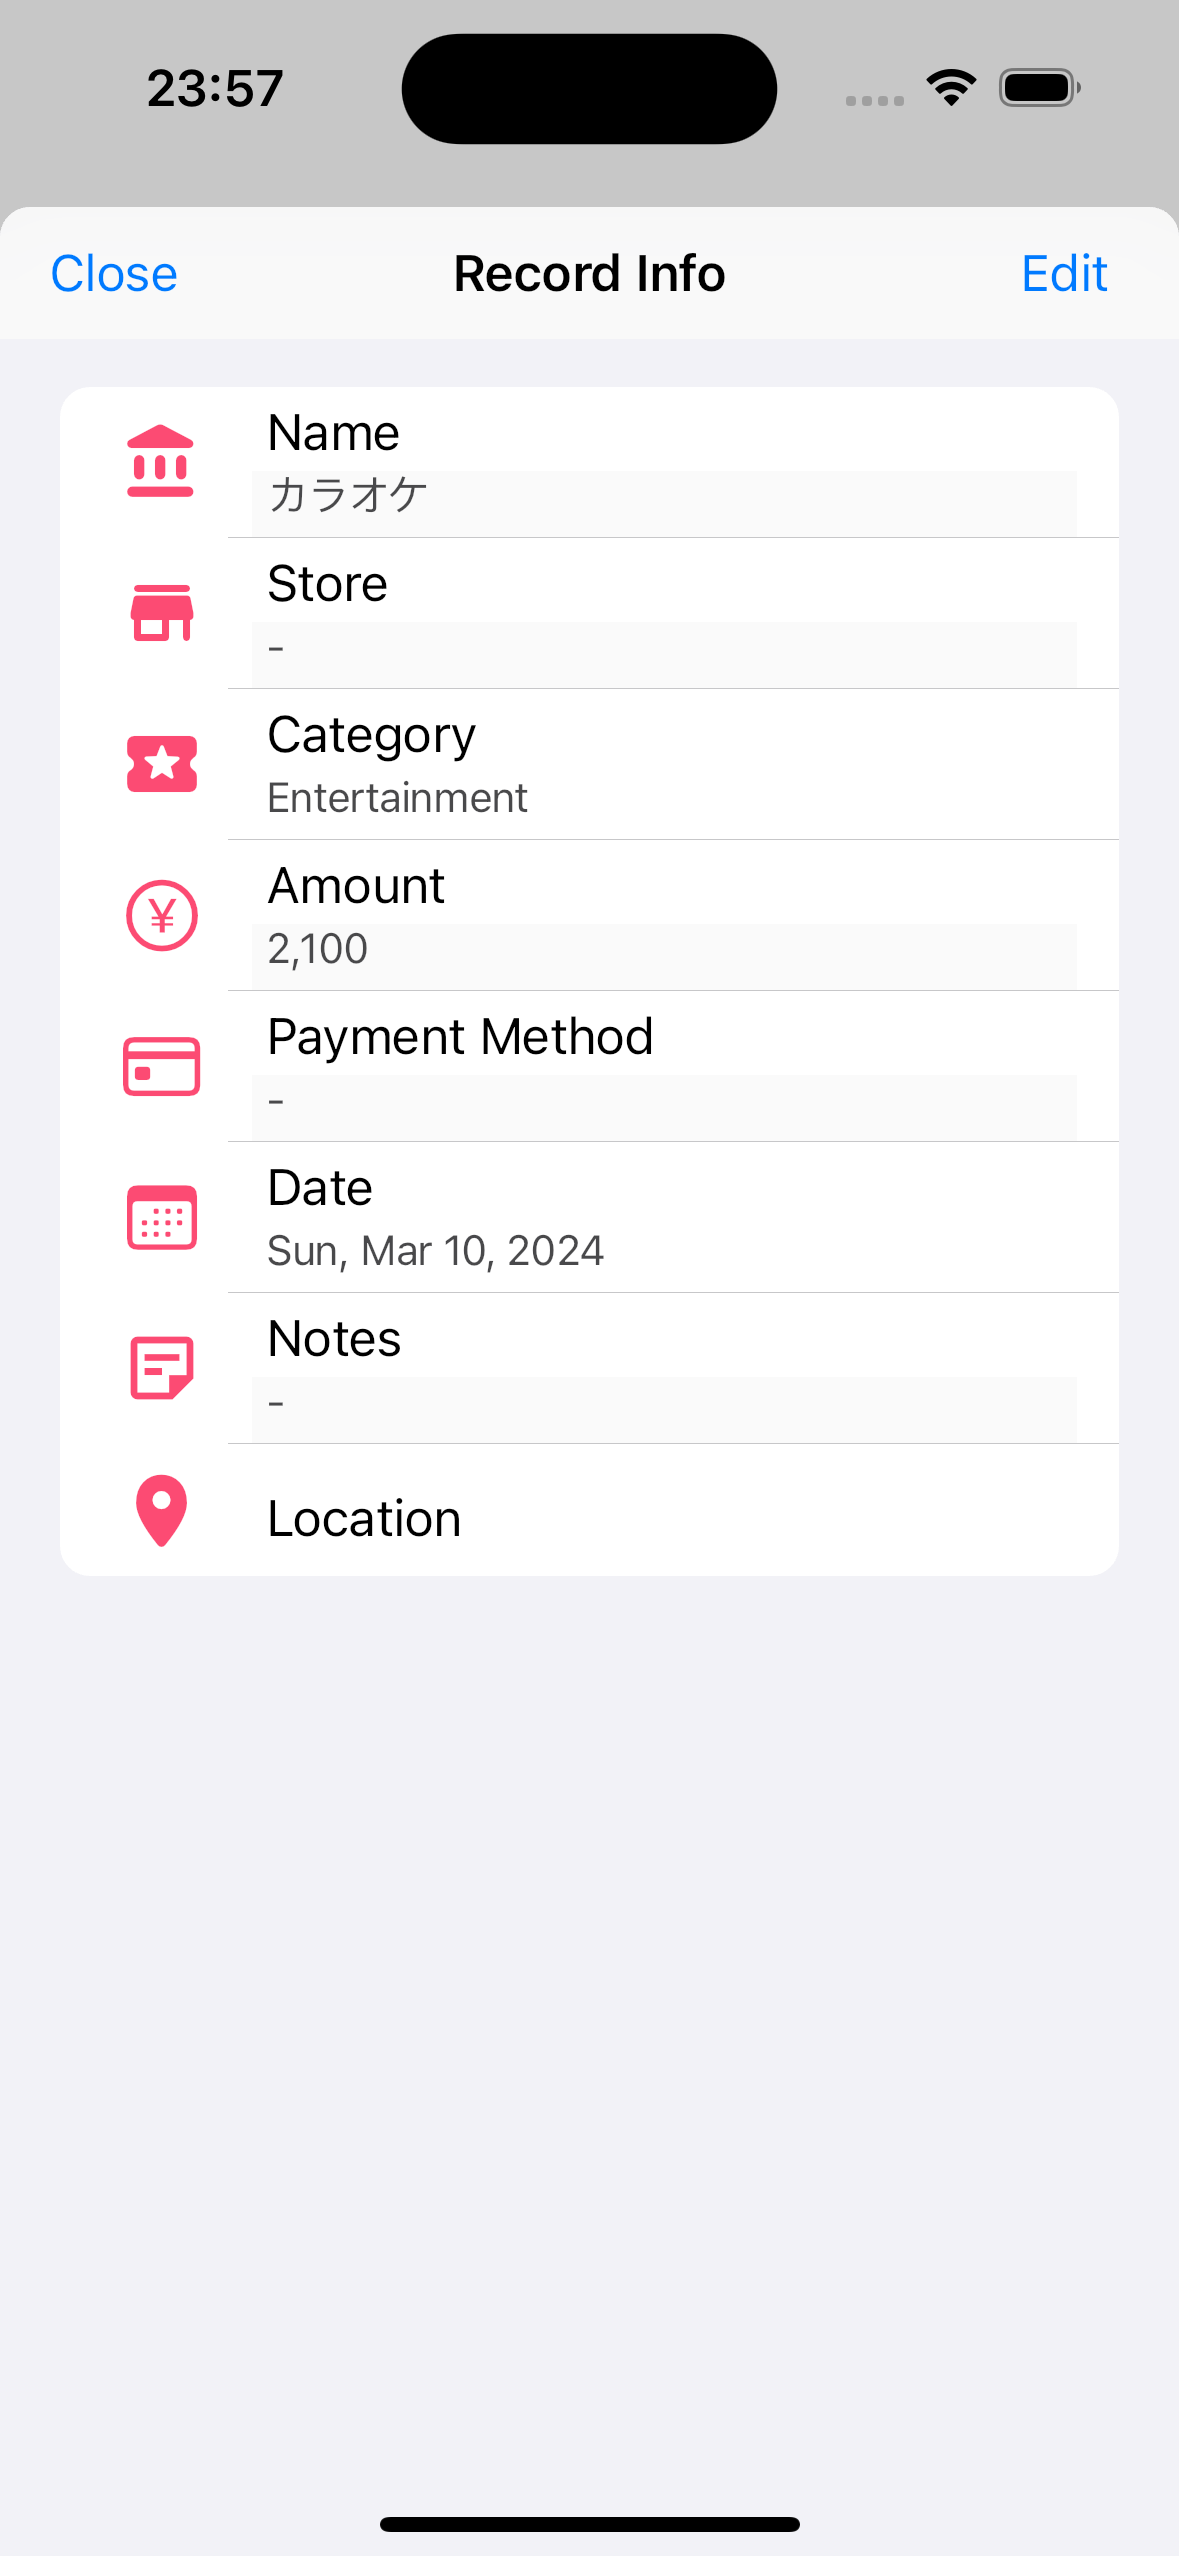 23:57
Close
Record Info
Edit
Name
カラオケ
Store
-
Category
Entertainment
¥
Amount
2,100
Payment Method
-
Date
Sun, Mar 10, 2024
Notes
-
Location